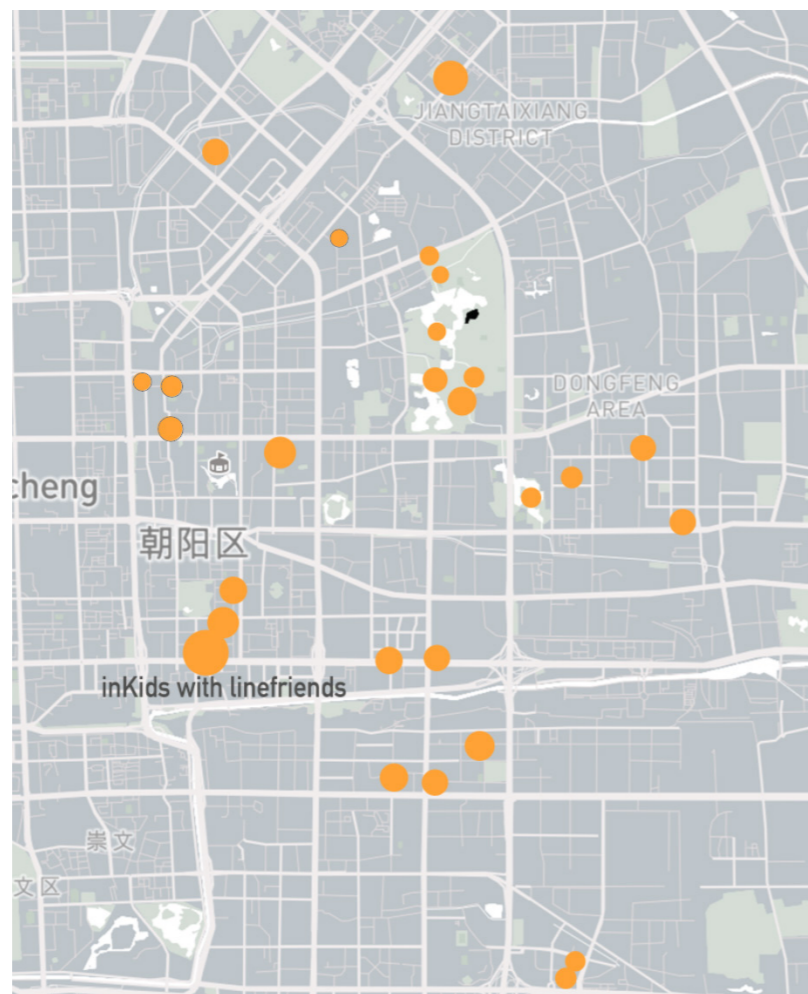 JIANGTAIXIANG
DISTRICT
DONGFENG
AREA
cheng
朝阳区
inKids with linefriends
崇文
文区